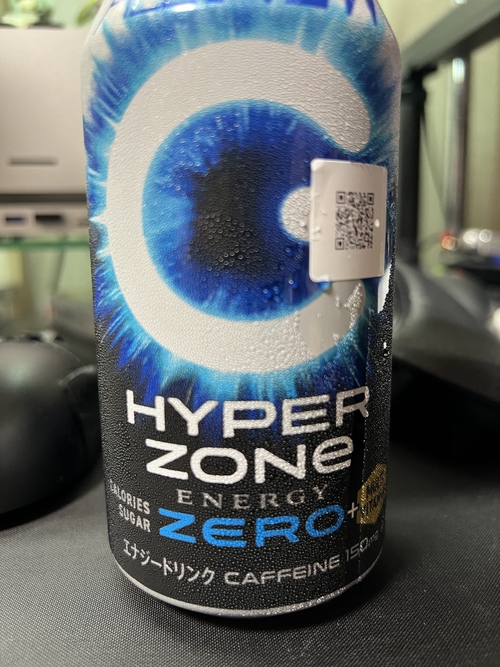 HYPER
ZONe
ENERGY
CALORIES
SUGAR
ZERO+
エナジードリンク CAFFEINE 150mg